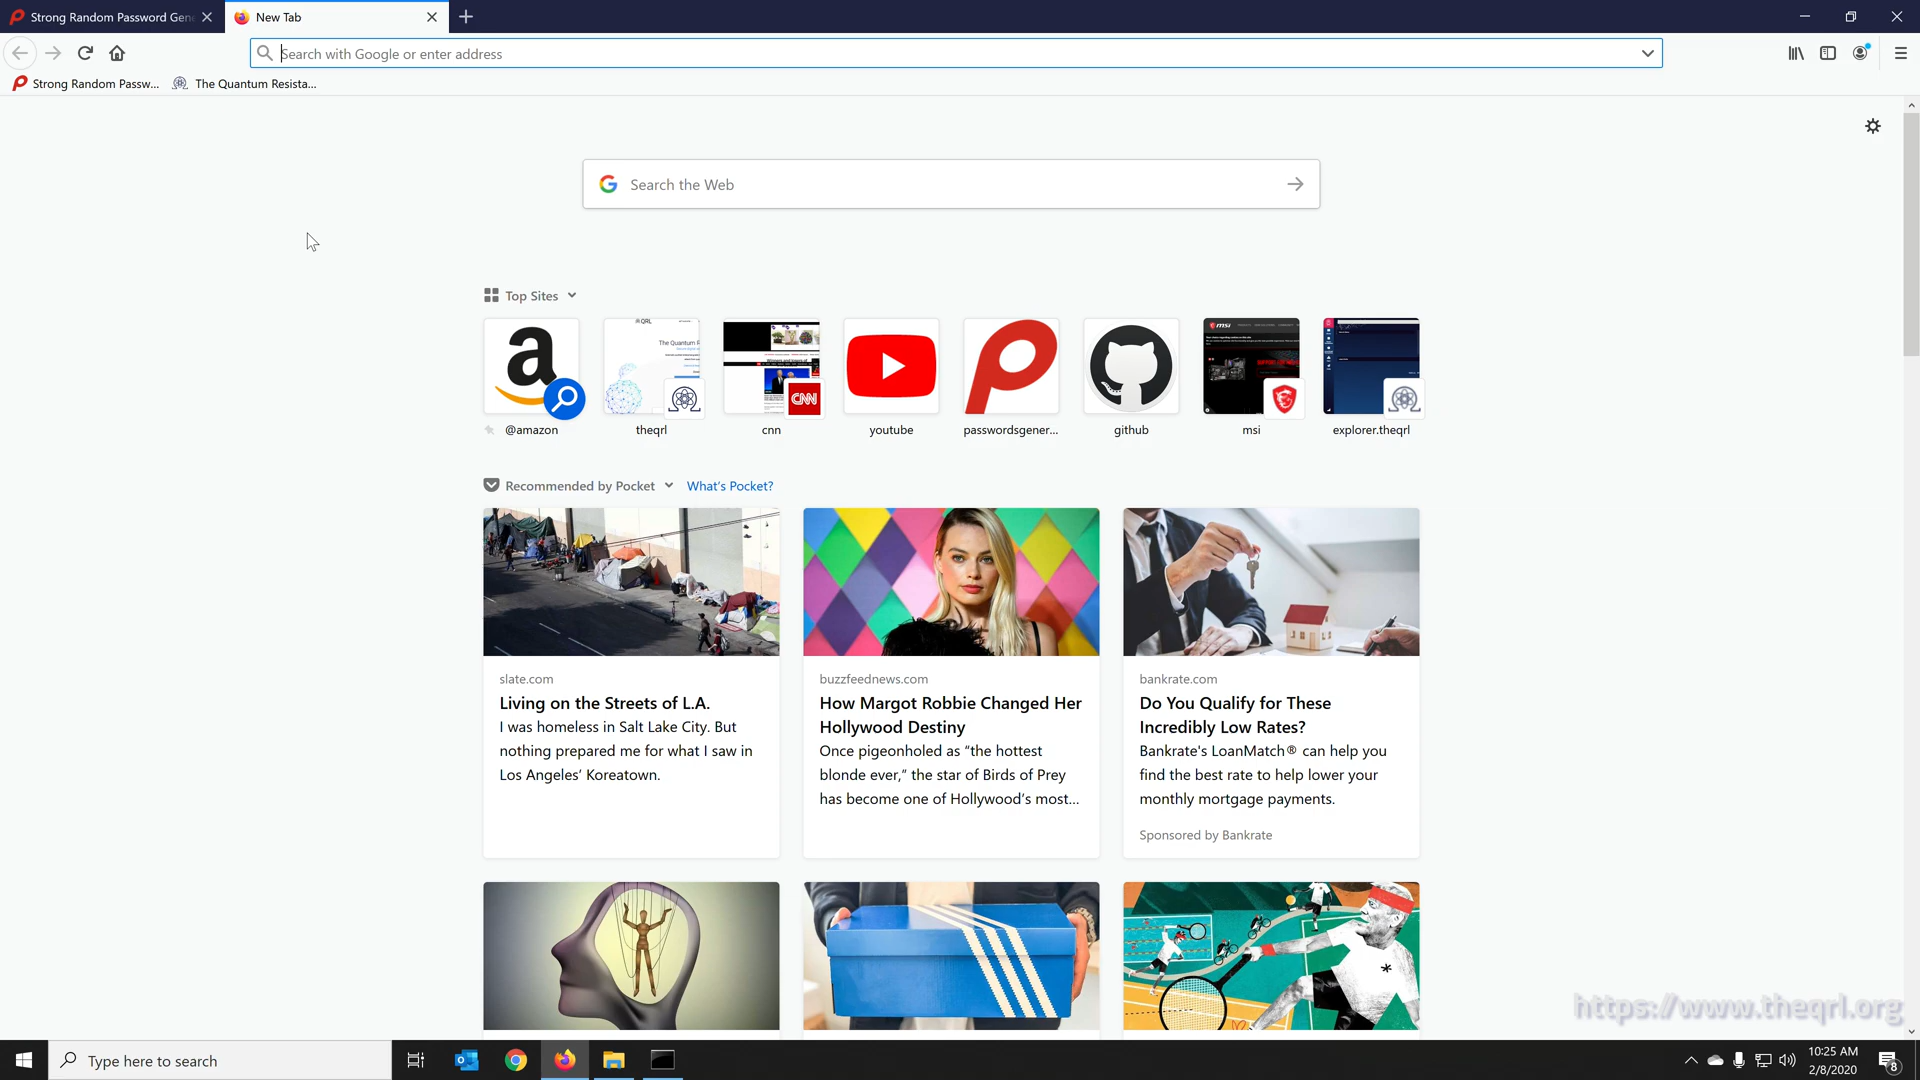 Strong Random Password Gen
New Tab
Search with Google or enter address
Strong Random Passw...
The Quantum Resista...
Search the Web
Top Sites
QRL
The Quantum R
msi
CNN
@amazon
theqrl
cnn
youtube
passwordsgener...
github
msi
explorer.theqrl
Recommended by Pocket
What's Pocket?
slate.com
Living on the Streets of L.A.
I was homeless in Salt Lake City. But
nothing prepared me for what I saw in
Los Angeles' Koreatown.
buzzfeednews.com
How Margot Robbie Changed Her
Hollywood Destiny
Once pigeonholed as "the hottest
blonde ever," the star of Birds of Prey
has become one of Hollywood's most...
bankrate.com
Do You Qualify for These
Incredibly Low Rates?
Bankrate's LoanMatch® can help you
find the best rate to help lower your
monthly mortgage payments.
Sponsored by Bankrate
https://www.theqrl.org
Type here to search
10:25 AM
2/8/2020
8